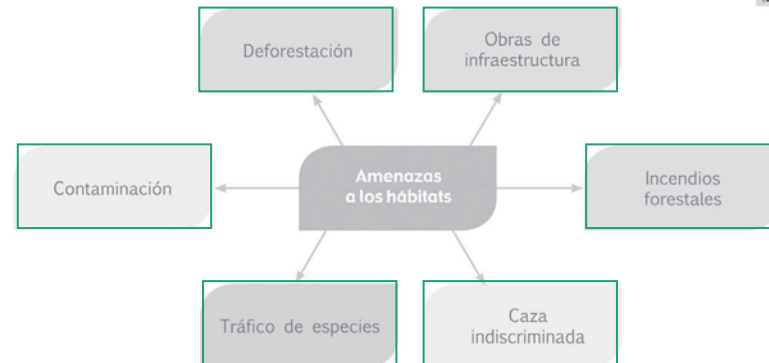 Deforestación
Obras de
infraestructura
Contaminación
Amenazas
a los hábitats
Incendios
forestales
Tráfico de especies
Caza
indiscriminada